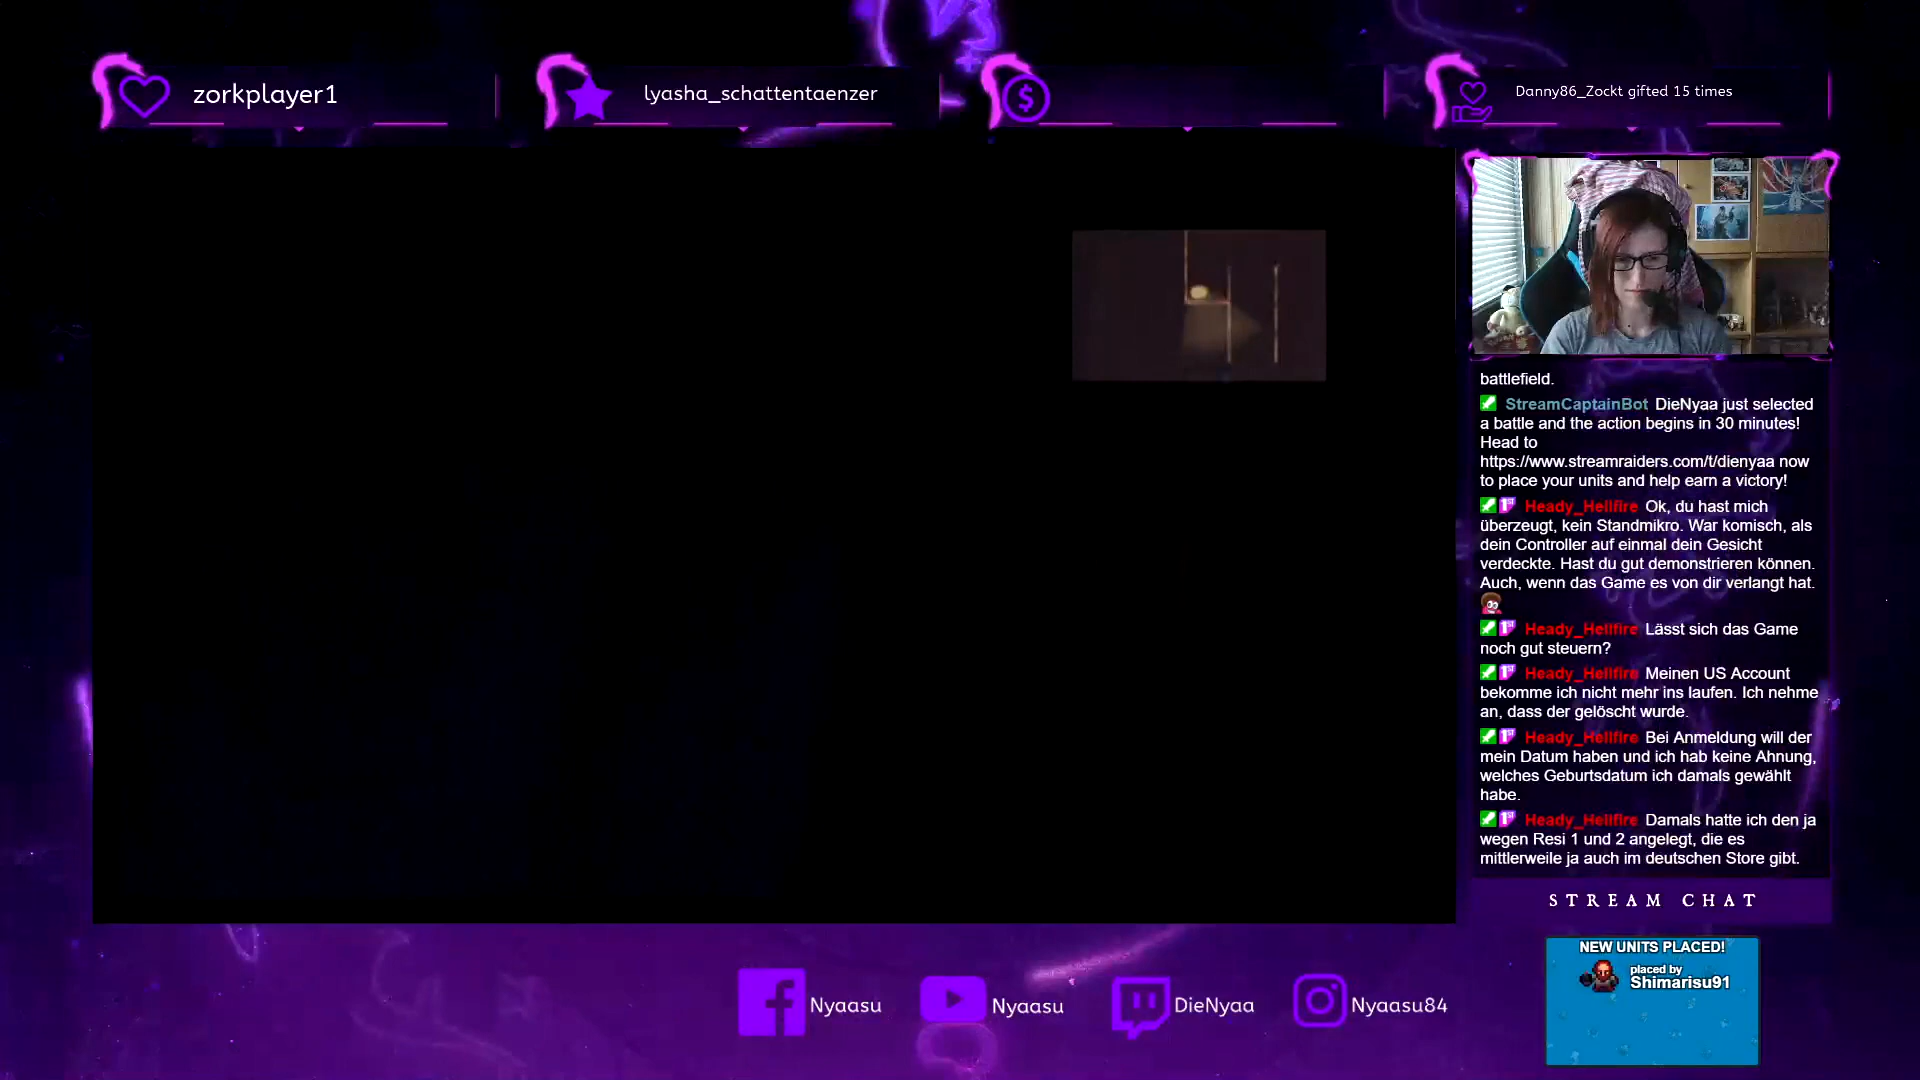 zorkplayer1
lyasha_schattentaenzer
Danny86_Zockt gifted 15 times
battlefield.
StreamCaptainBot DieNyaa just selected
a battle and the action begins in 30 minutes!
Head to
https://www.streamraiders.com/t/dienyaa now
to place your units and help earn a victory!
Heady_Hellfire Ok, du hast mich
überzeugt, kein Standmikro. War komisch, als
dein Controller auf einmal dein Gesicht
verdeckte. Hast du gut demonstrieren können.
Auch, wenn das Game es von dir verlangt hat.
Heady_Hellfire Lässt sich das Game
noch gut steuern?
Heady_Hellfire Meinen US Account
bekomme ich nicht mehr ins laufen. Ich nehme
an, dass der gelöscht wurde.
Heady_Hellfire Bei Anmeldung will der
mein Datum haben und ich hab keine Ahnung,
welches Geburtsdatum ich damals gewählt
habe.
Heady_Hellfire Damals hatte ich den ja
wegen Resi 1 und 2 angelegt, die es
mittlerweile ja auch im deutschen Store gibt.
STREAM CHAT
NEW UNITS PLACED!
placed by
Shimarisu91
Nyaasu
Nyaasu
DieNyaa
Nyaasu84